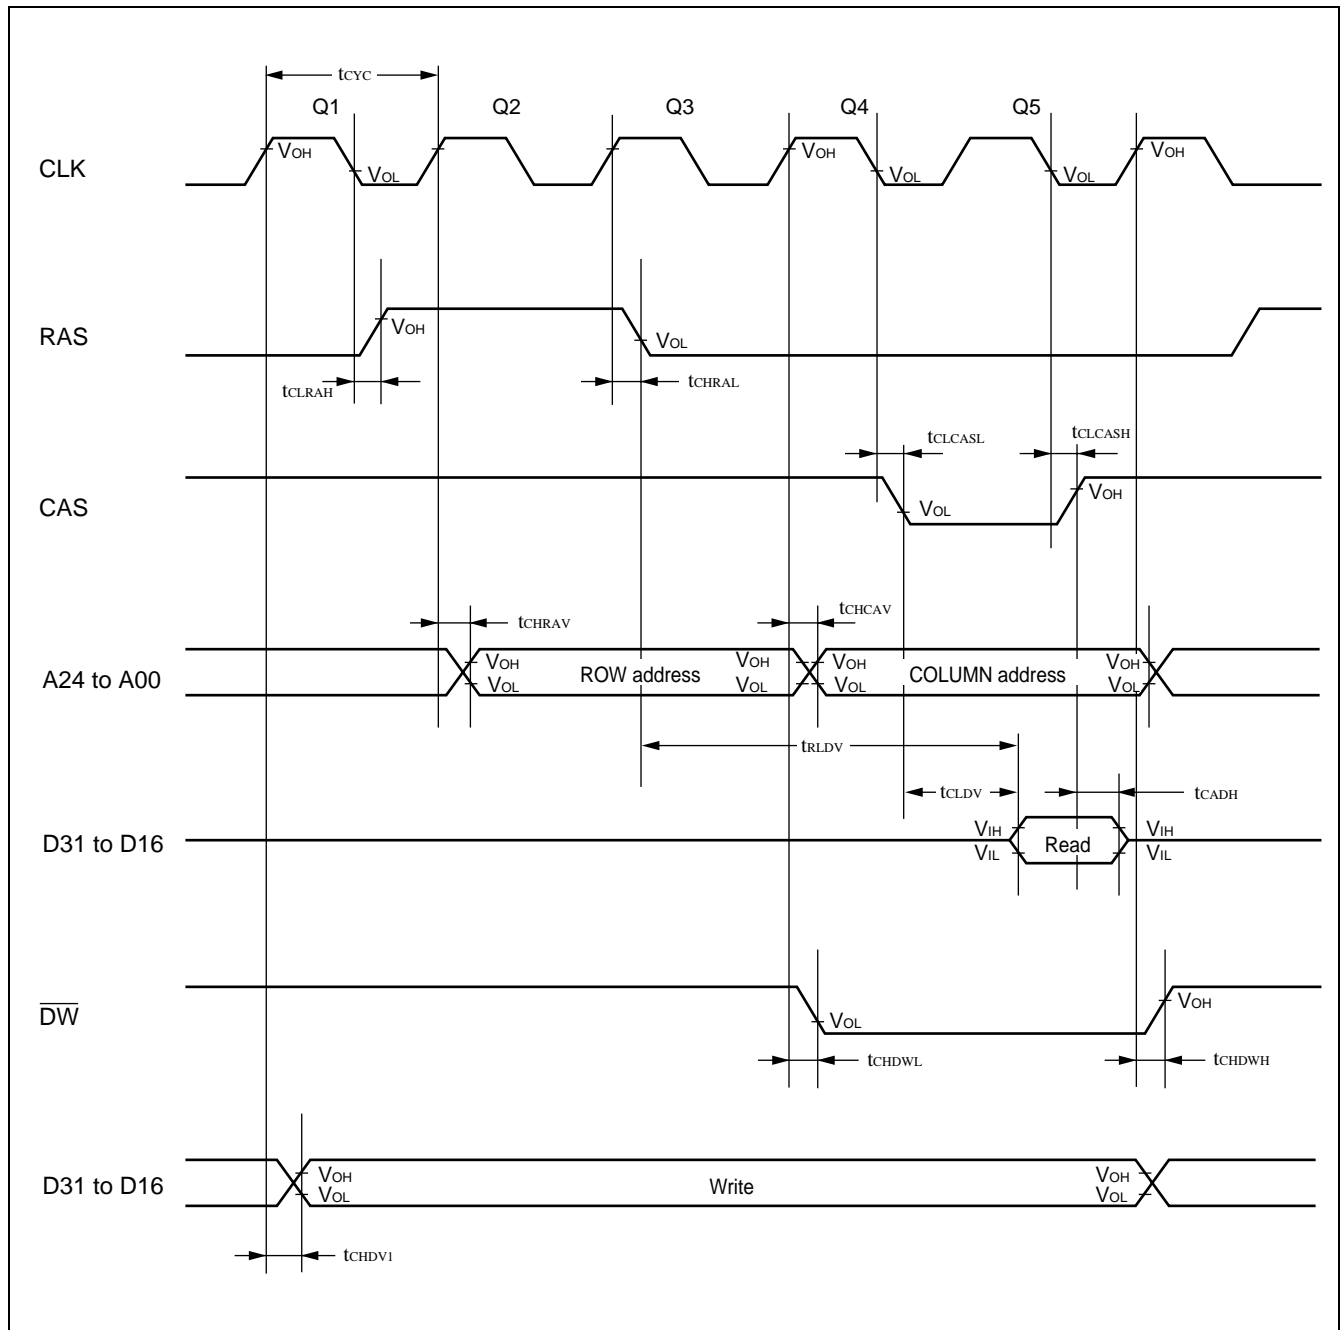 tCYC
Q1 Q2 Q3 Q4 Q5
CLK VOH VOL VOH VOL VOL VOH
RAS VOH VOL
tCLRAH tCHRAL
tCLCASL tCLCASH
CAS VOL VOH
tCHRAV tCHCAV
A24 to A00 VOH VOL ROW address VOH VOL VOH VOL COLUMN address VOH VOL
tRLDV
tCLDV tCADH
D31 to D16 VIH VIL Read VIH VIL
DW VOL VOH
tCHDWL tCHDWH
D31 to D16 VOH VOL Write VOH VOL
tCHDV1